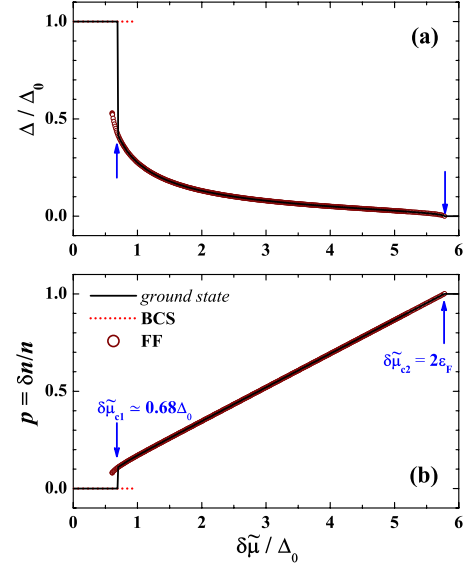 1.0
0.5
0.0
Δ / Δ₀
(a)
0 1 2 3 4 5 6
1.0
0.5
0.0
p = δn/n
ground state
BCS
FF
δμ̃c1 ≃ 0.68Δ₀
δμ̃c2 = 2εF
(b)
0 1 2 3 4 5 6
δμ̃ / Δ₀